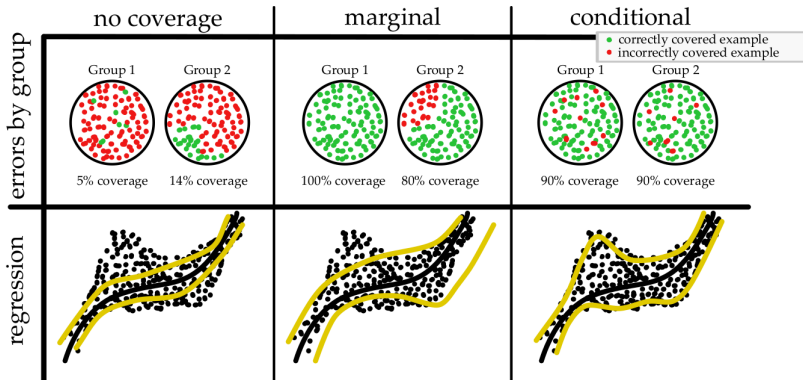 no coverage
marginal
conditional
correctly covered example
incorrectly covered example
errors by group
Group 1
Group 2
Group 1
Group 2
Group 1
Group 2
5% coverage
14% coverage
100% coverage
80% coverage
90% coverage
90% coverage
regression